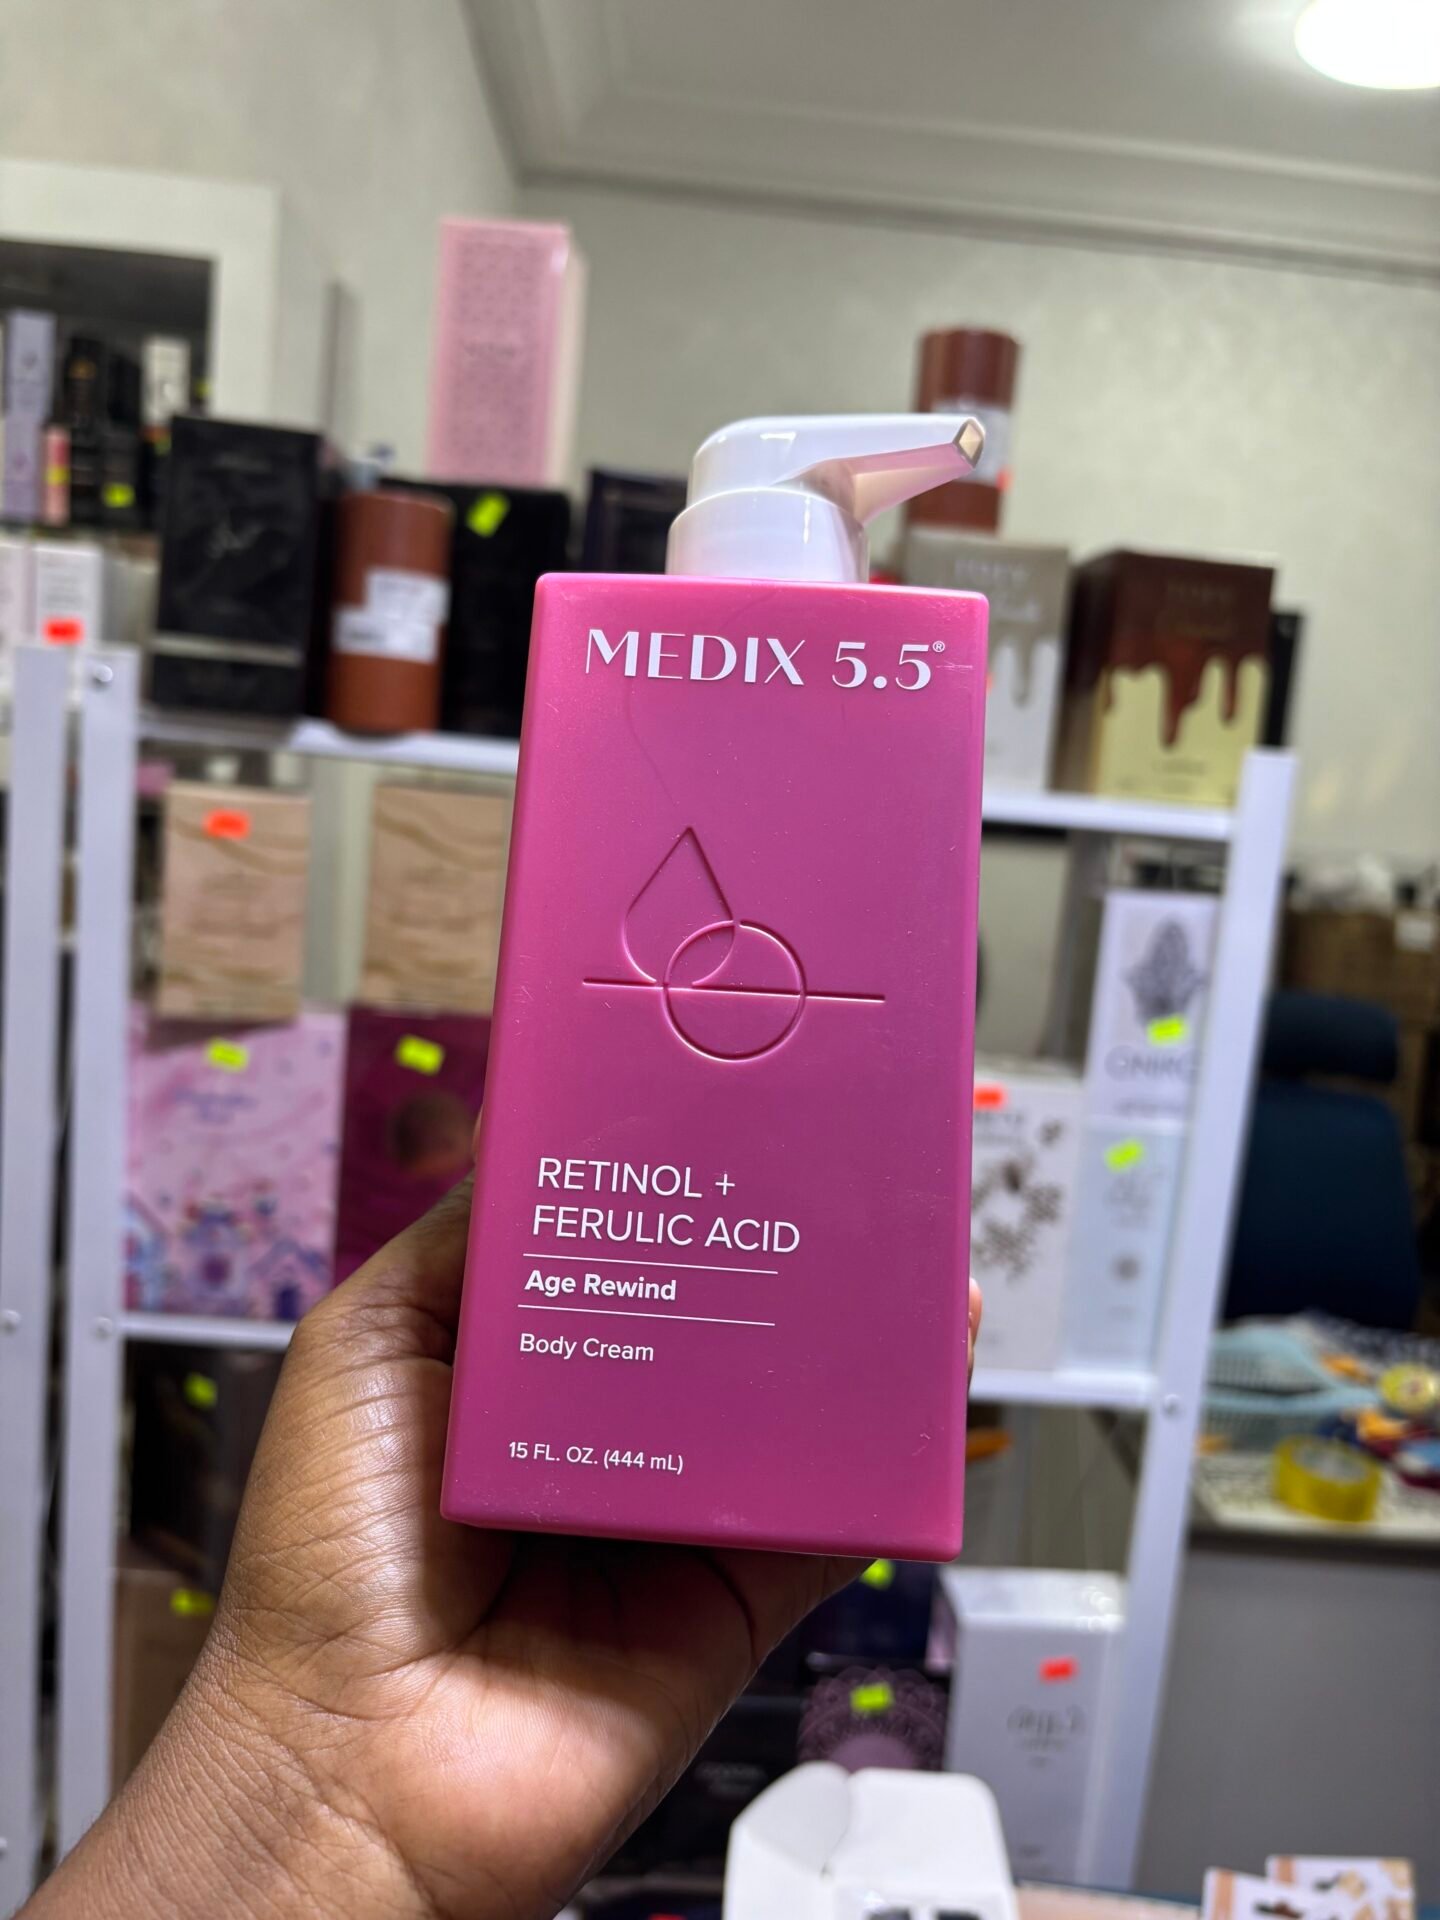 MEDIX 5.5®
RETINOL +
FERULIC ACID
Age Rewind
Body Cream
15 FL. OZ. (444 mL)